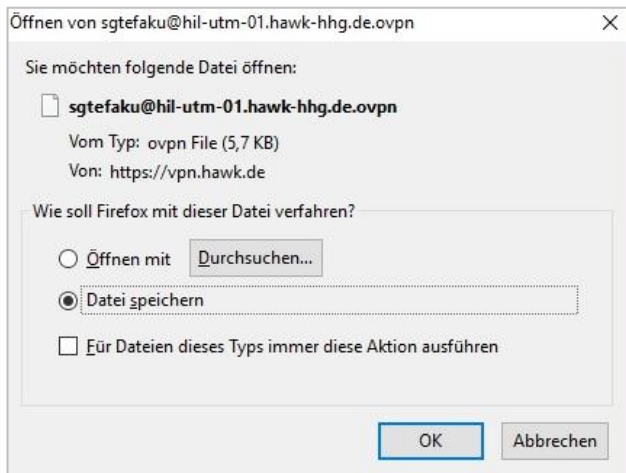 Öffnen von sgtefaku@hil-utm-01.hawk-hhg.de.ovpn
Sie möchten folgende Datei öffnen:
sgtefaku@hil-utm-01.hawk-hhg.de.ovpn
Vom Typ: ovpn File (5,7 KB)
Von: https://vpn.hawk.de
Wie soll Firefox mit dieser Datei verfahren?
Öffnen mit Durchsuchen...
Datei speichern
Für Dateien dieses Typs immer diese Aktion ausführen
OK Abbrechen